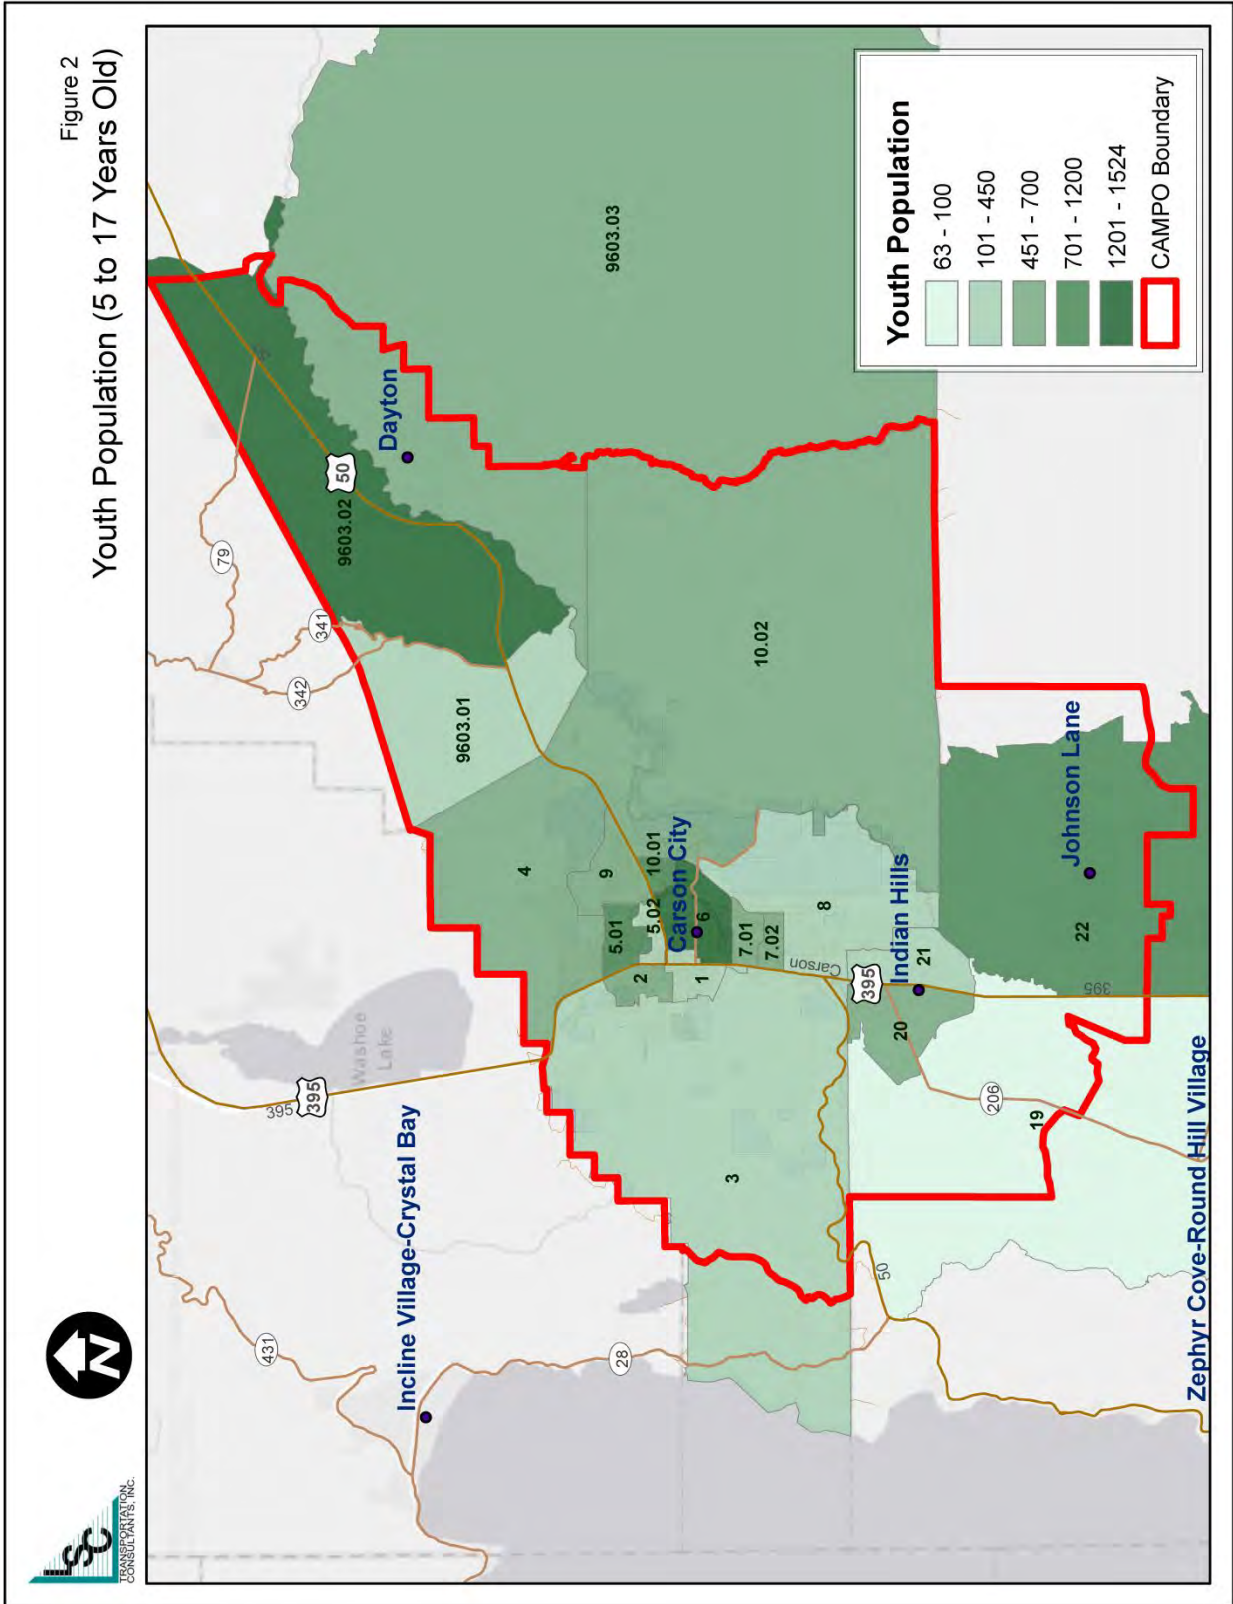 Figure 2
Youth Population (5 to 17 Years Old)
LSC
TRANSPORTATION
CONSULTANTS, INC.
N
431
Incline Village-Crystal Bay
28
Washoe
Lake
395
395
342
341
79
50
9603.02
9603.01
Dayton
9603.03
4
9
10.01
5.01
5.02
2
Carson City
6
1
7.01
7.02
3
8
10.02
Carson
395
Indian Hills
21
20
50
206
19
395
22
Johnson Lane
Zephyr Cove-Round Hill Village
Youth Population
63 - 100
101 - 450
451 - 700
701 - 1200
1201 - 1524
CAMPO Boundary